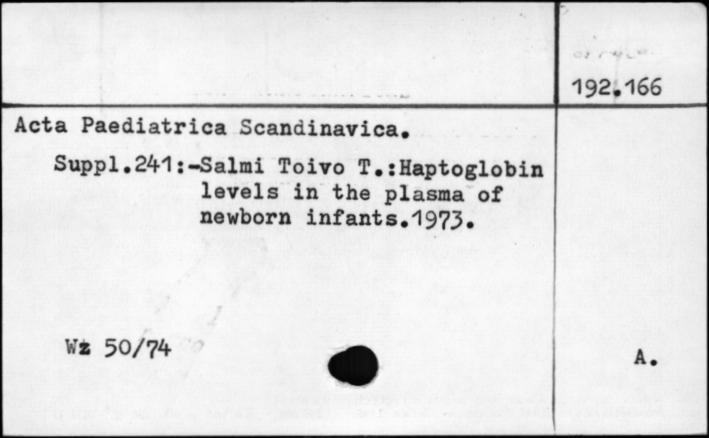 192.166
Acta Paediatrica Scandinavica.
Suppl.241:-Salmi Toivo T.:Haptoglobin
levels in the plasma of
newborn infants.1973.
Wz 50/74
A.